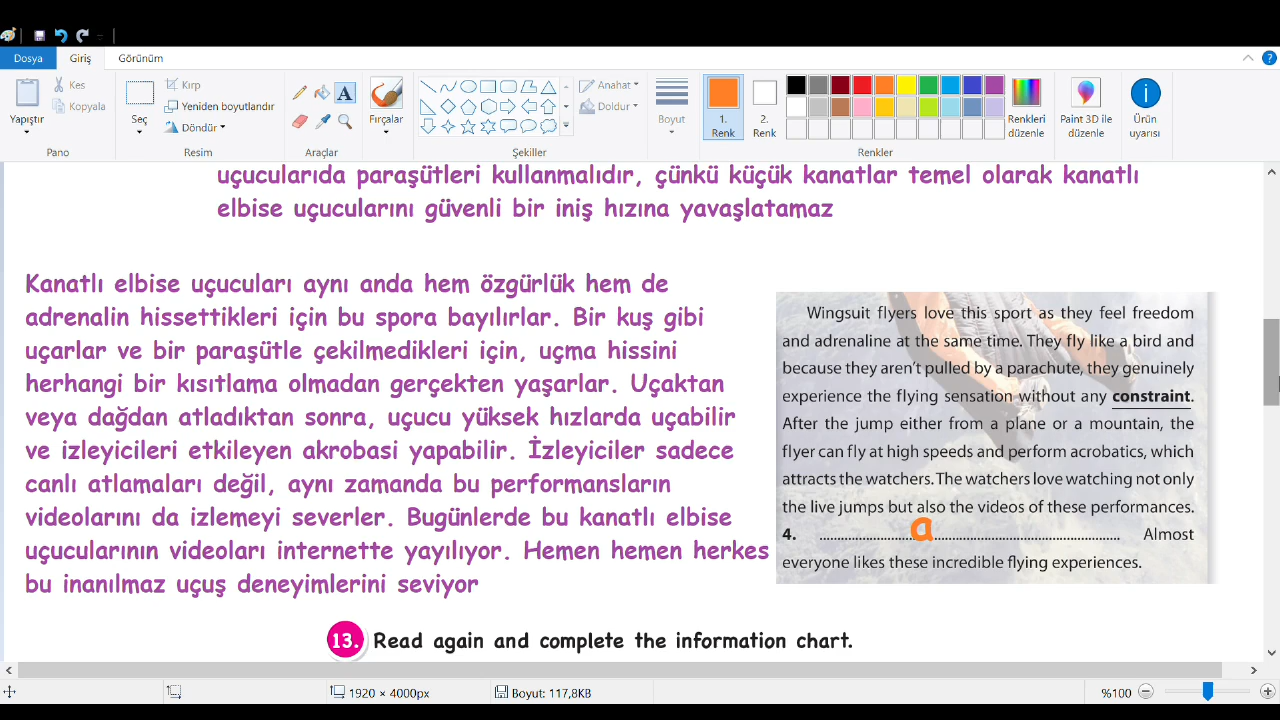 Dosya Giriş Görünüm
Yapıştır
Kes
Kopyala
Pano
Seç
Kırp
Yeniden boyutlandır
Döndür
Resim
A
Araçlar
Fırçalar
Şekiller
Anahat
Doldur
Boyut
1.
Renk
2.
Renk
Renkler
Renkleri
düzenle
Paint 3D ile
düzenle
Ürün
uyarısı
uçucularıda paraşütleri kullanmalıdır, çünkü küçük kanatlar temel olarak kanatlı
elbise uçucularını güvenli bir iniş hızına yavaşlatamaz
Kanatlı elbise uçucuları aynı anda hem özgürlük hem de
adrenalin hissettikleri için bu spora bayılırlar. Bir kuş gibi
uçarlar ve bir paraşütle çekilmedikleri için, uçma hissini
herhangi bir kısıtlama olmadan gerçekten yaşarlar. Uçaktan
veya dağdan atladıktan sonra, uçucu yüksek hızlarda uçabilir
ve izleyicileri etkileyen akrobasi yapabilir. İzleyiciler sadece
canlı atlamaları değil, aynı zamanda bu performansların
videolarını da izlemeyi severler. Bugünlerde bu kanatlı elbise
uçucularının videoları internette yayılıyor. Hemen hemen herkes
bu inanılmaz uçuş deneyimlerini seviyor
Wingsuit flyers love this sport as they feel freedom
and adrenaline at the same time. They fly like a bird and
because they aren't pulled by a parachute, they genuinely
experience the flying sensation without any constraint.
After the jump either from a plane or a mountain, the
flyer can fly at high speeds and perform acrobatics, which
attracts the watchers. The watchers love watching not only
the live jumps but also the videos of these performances.
4. ........................a.................................................. Almost
everyone likes these incredible flying experiences.
13. Read again and complete the information chart.
1920 × 4000px
Boyut: 117,8KB
%100